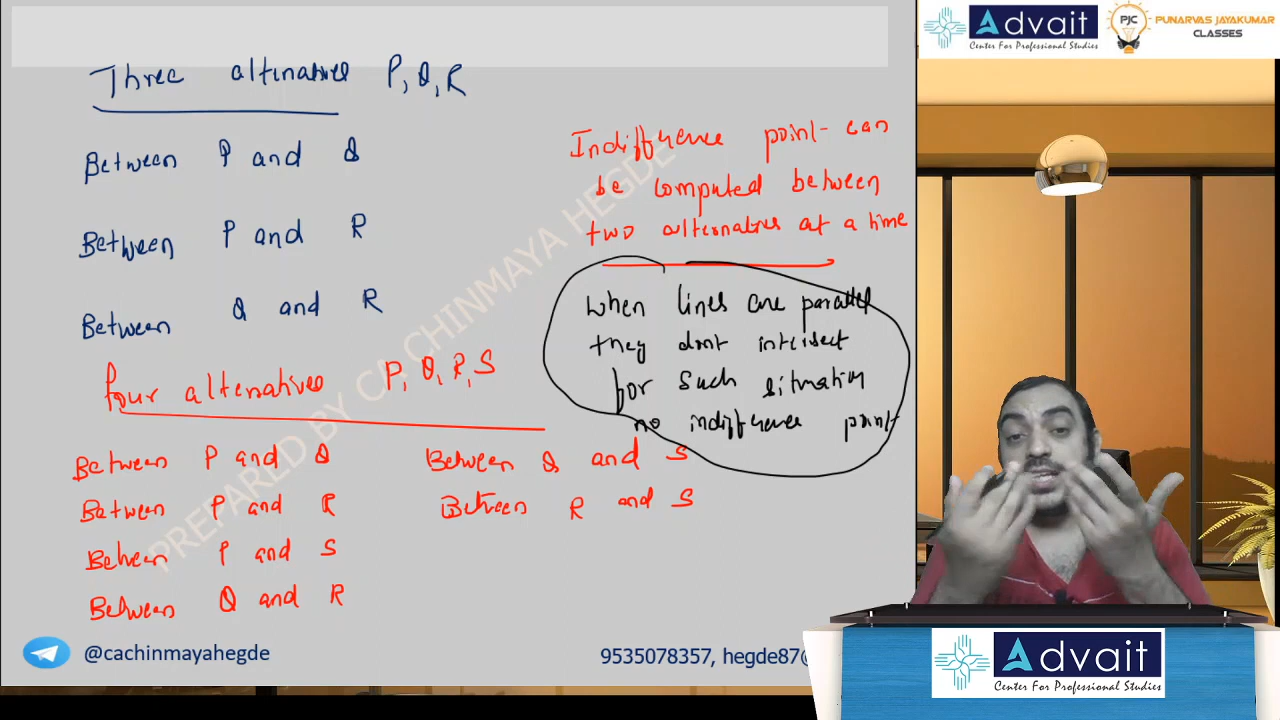 Three alternatives P, Q, R
Between P and Q
Between P and R
Between Q and R
Indifference point can
be computed between
two alternatives at a time
When lines are parallel
they dont intersect
for such situation
no indifference point
four alternatives P, Q, R, S
Between P and Q
Between P and R
Between P and S
Between Q and R
Between Q and S
Between R and S
PREPARED BY CA CHINMAYA HEGDE
@cachinmayahegde
9535078357, hegde87@
Advait
Center For Professional Studies
PJC
PUNARVAS JAYAKUMAR
CLASSES
Advait
Center For Professional Studies